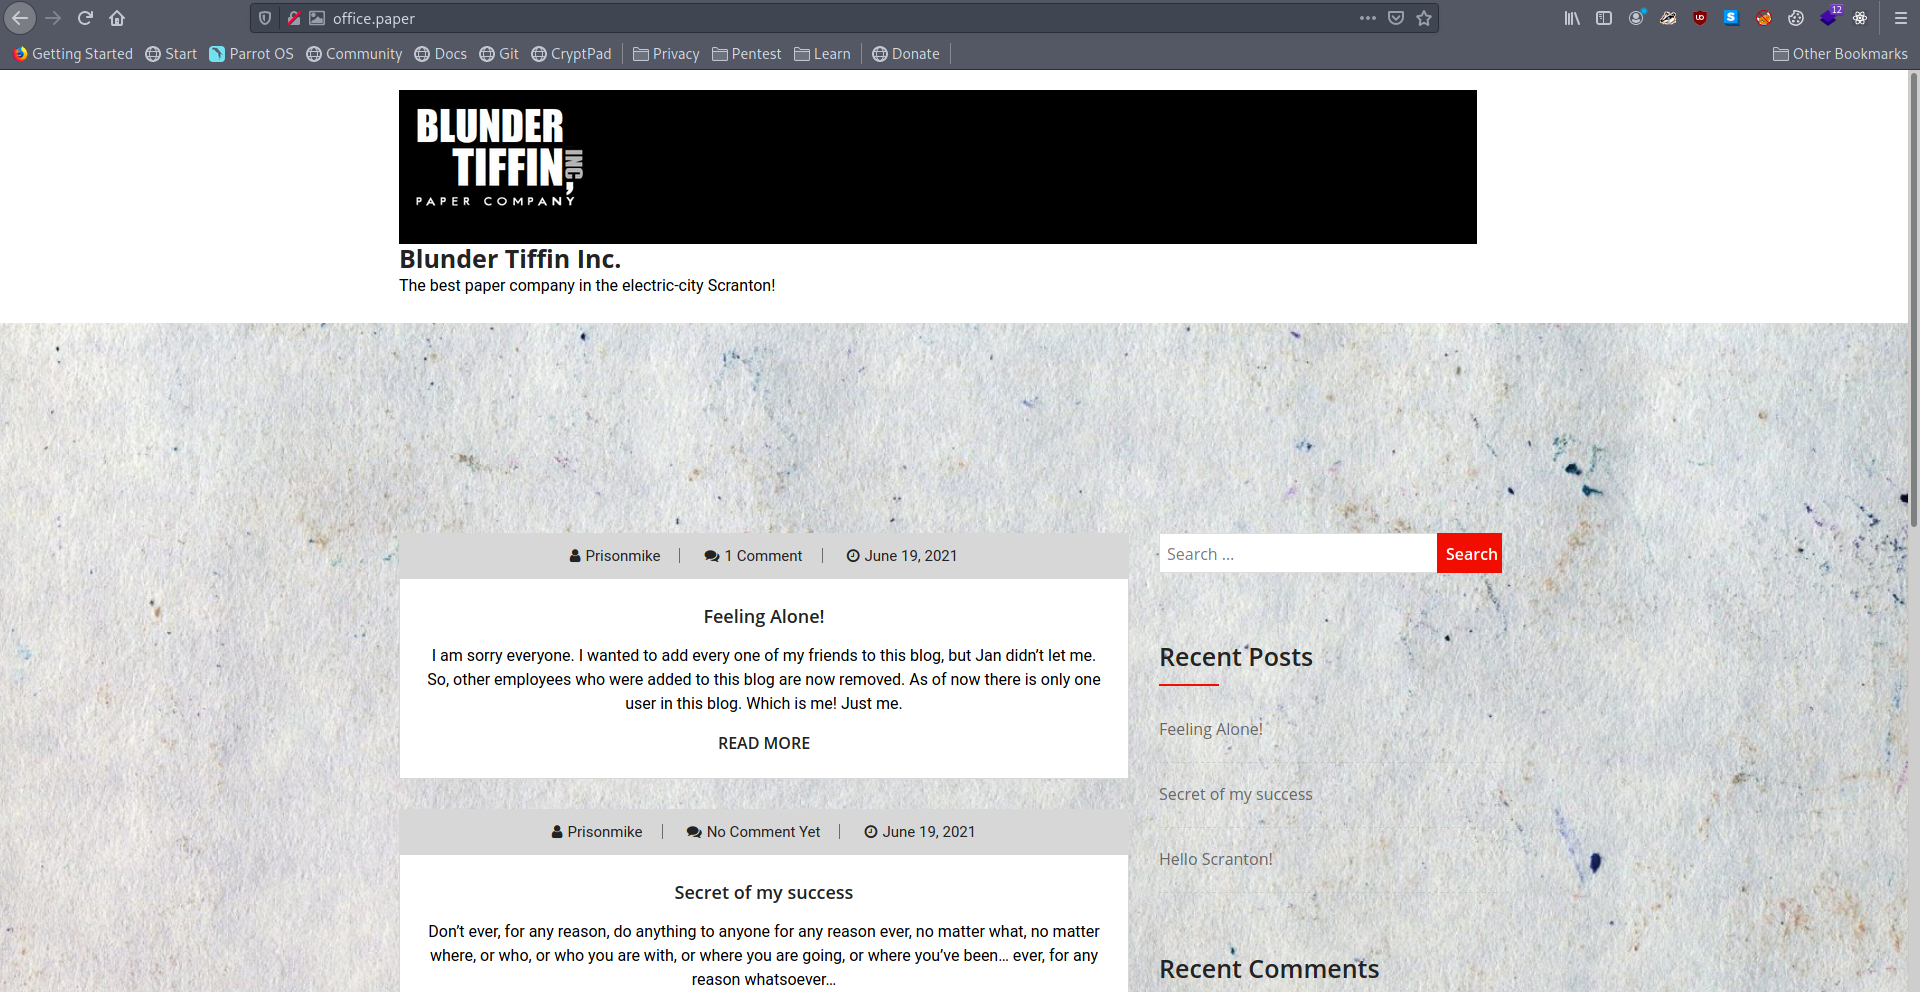 office.paper
12
Getting Started
Start
Parrot OS
Community
Docs
Git
CryptPad
Privacy
Pentest
Learn
Donate
Other Bookmarks
BLUNDER
TIFFIN, INC
PAPER COMPANY
Blunder Tiffin Inc.
The best paper company in the electric-city Scranton!
Prisonmike
1 Comment
June 19, 2021
Feeling Alone!
I am sorry everyone. I wanted to add every one of my friends to this blog, but Jan didn’t let me.
So, other employees who were added to this blog are now removed. As of now there is only one
user in this blog. Which is me! Just me.
READ MORE
Prisonmike
No Comment Yet
June 19, 2021
Secret of my success
Don’t ever, for any reason, do anything to anyone for any reason ever, no matter what, no matter
where, or who, or who you are with, or where you are going, or where you’ve been… ever, for any
reason whatsoever…
Search …
Search
Recent Posts
Feeling Alone!
Secret of my success
Hello Scranton!
Recent Comments